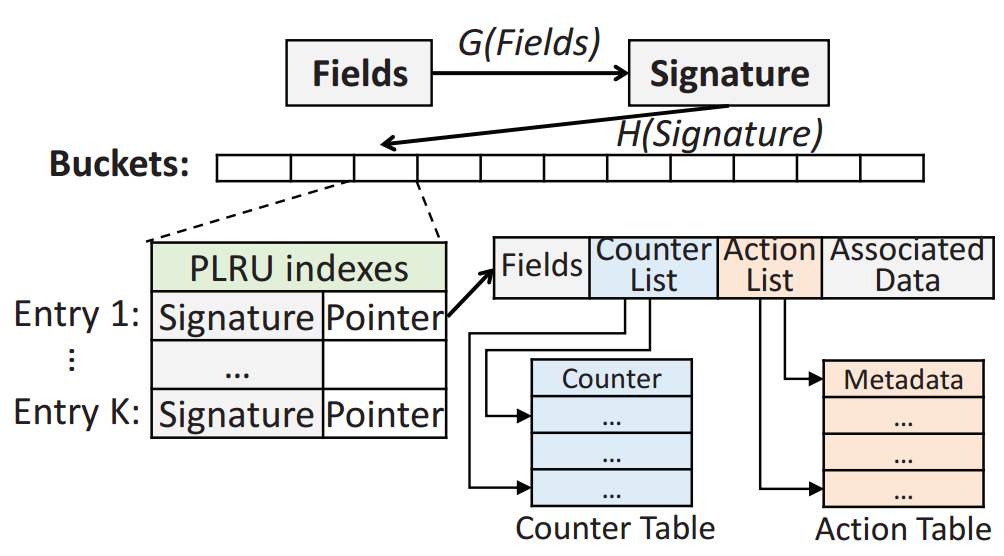 G(Fields)
Fields
Signature
H(Signature)
Buckets:
PLRU indexes
Entry 1:
Signature
Pointer
⋮
...
Entry K:
Signature
Pointer
Fields
Counter
List
Action
List
Associated
Data
Counter
...
...
...
Counter Table
Metadata
...
...
...
Action Table